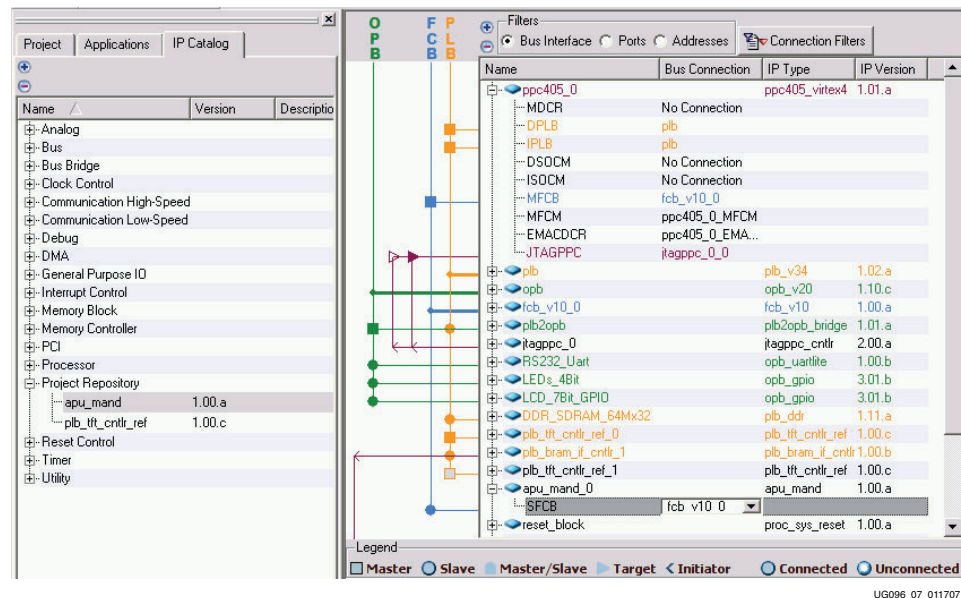 Project Applications IP Catalog
Name Version Descriptio
Analog
Bus
Bus Bridge
Clock Control
Communication High-Speed
Communication Low-Speed
Debug
DMA
General Purpose IO
Interrupt Control
Memory Block
Memory Controller
PCI
Processor
Project Repository
apu_mand 1.00.a
plb_tft_cntlr_ref 1.00.c
Reset Control
Timer
Utility
OPB FCB PLB
Filters
Bus Interface Ports Addresses Connection Filters
Name Bus Connection IP Type IP Version
ppc405_0 ppc405_virtex4 1.01.a
MDCR No Connection
DPLB plb
IPLB plb
DSOCM No Connection
ISOCM No Connection
MFCB fcb_v10_0
MFCM ppc405_0_MFCM
EMACDCR ppc405_0_EMA...
JTAGPPC jtagppc_0_0
plb plb_v34 1.02.a
opb opb_v20 1.10.c
fcb_v10_0 fcb_v10 1.00.a
plb2opb plb2opb_bridge 1.01.a
jtagppc_0 jtagppc_cntlr 2.00.a
RS232_Uart opb_uartlite 1.00.b
LEDs_4Bit opb_gpio 3.01.b
LCD_7Bit_GPIO opb_gpio 3.01.b
DDR_SDRAM_64Mx32 plb_ddr 1.11.a
plb_tft_cntlr_ref_0 plb_tft_cntlr_ref 1.00.c
plb_bram_if_cntlr_1 plb_bram_if_cntlr 1.00.b
plb_tft_cntlr_ref_1 plb_tft_cntlr_ref 1.00.c
apu_mand_0 apu_mand 1.00.a
SFCB fcb_v10_0
reset_block proc_sys_reset 1.00.a
Legend
Master Slave Master/Slave Target Initiator Connected Unconnected
UG096_07_011707